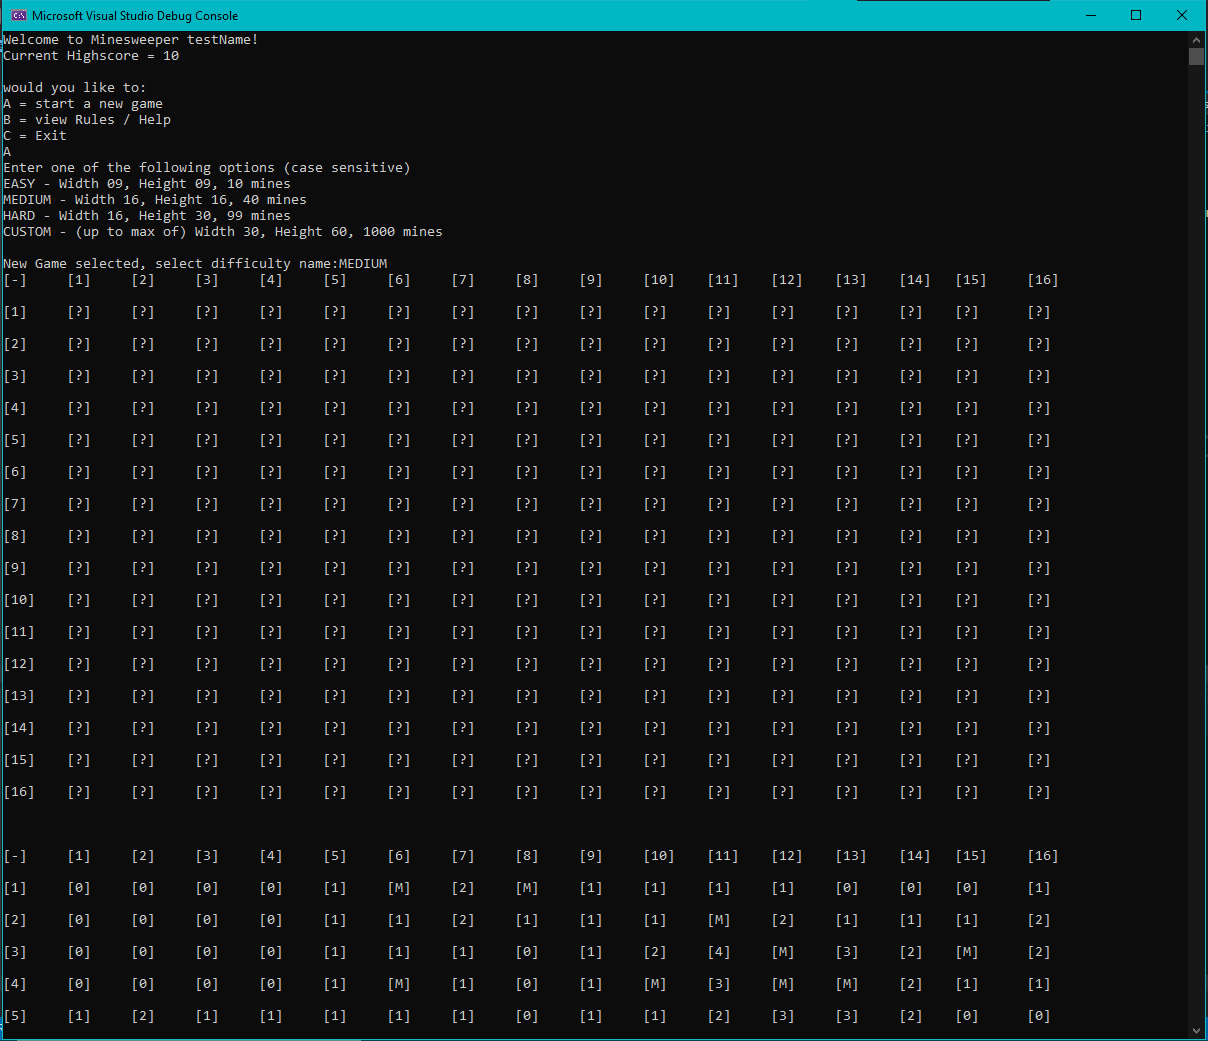 Microsoft Visual Studio Debug Console
Welcome to Minesweeper testName!
Current Highscore = 10
would you like to:
A = start a new game
B = view Rules / Help
C = Exit
A
Enter one of the following options (case sensitive)
EASY - Width 09, Height 09, 10 mines
MEDIUM - Width 16, Height 16, 40 mines
HARD - Width 16, Height 30, 99 mines
CUSTOM - (up to max of) Width 30, Height 60, 1000 mines
New Game selected, select difficulty name:MEDIUM
[-] [1] [2] [3] [4] [5] [6] [7] [8] [9] [10] [11] [12] [13] [14] [15] [16]
[1] [?] [?] [?] [?] [?] [?] [?] [?] [?] [?] [?] [?] [?] [?] [?] [?]
[2] [?] [?] [?] [?] [?] [?] [?] [?] [?] [?] [?] [?] [?] [?] [?] [?]
[3] [?] [?] [?] [?] [?] [?] [?] [?] [?] [?] [?] [?] [?] [?] [?] [?]
[4] [?] [?] [?] [?] [?] [?] [?] [?] [?] [?] [?] [?] [?] [?] [?] [?]
[5] [?] [?] [?] [?] [?] [?] [?] [?] [?] [?] [?] [?] [?] [?] [?] [?]
[6] [?] [?] [?] [?] [?] [?] [?] [?] [?] [?] [?] [?] [?] [?] [?] [?]
[7] [?] [?] [?] [?] [?] [?] [?] [?] [?] [?] [?] [?] [?] [?] [?] [?]
[8] [?] [?] [?] [?] [?] [?] [?] [?] [?] [?] [?] [?] [?] [?] [?] [?]
[9] [?] [?] [?] [?] [?] [?] [?] [?] [?] [?] [?] [?] [?] [?] [?] [?]
[10] [?] [?] [?] [?] [?] [?] [?] [?] [?] [?] [?] [?] [?] [?] [?] [?]
[11] [?] [?] [?] [?] [?] [?] [?] [?] [?] [?] [?] [?] [?] [?] [?] [?]
[12] [?] [?] [?] [?] [?] [?] [?] [?] [?] [?] [?] [?] [?] [?] [?] [?]
[13] [?] [?] [?] [?] [?] [?] [?] [?] [?] [?] [?] [?] [?] [?] [?] [?]
[14] [?] [?] [?] [?] [?] [?] [?] [?] [?] [?] [?] [?] [?] [?] [?] [?]
[15] [?] [?] [?] [?] [?] [?] [?] [?] [?] [?] [?] [?] [?] [?] [?] [?]
[16] [?] [?] [?] [?] [?] [?] [?] [?] [?] [?] [?] [?] [?] [?] [?] [?]
[-] [1] [2] [3] [4] [5] [6] [7] [8] [9] [10] [11] [12] [13] [14] [15] [16]
[1] [0] [0] [0] [0] [1] [M] [2] [M] [1] [1] [1] [1] [0] [0] [0] [1]
[2] [0] [0] [0] [0] [1] [1] [2] [1] [1] [1] [M] [2] [1] [1] [1] [2]
[3] [0] [0] [0] [0] [1] [1] [1] [0] [1] [2] [4] [M] [3] [2] [M] [2]
[4] [0] [0] [0] [0] [1] [M] [1] [0] [1] [M] [3] [M] [M] [2] [1] [1]
[5] [1] [2] [1] [1] [1] [1] [1] [0] [1] [1] [2] [3] [3] [2] [0] [0]